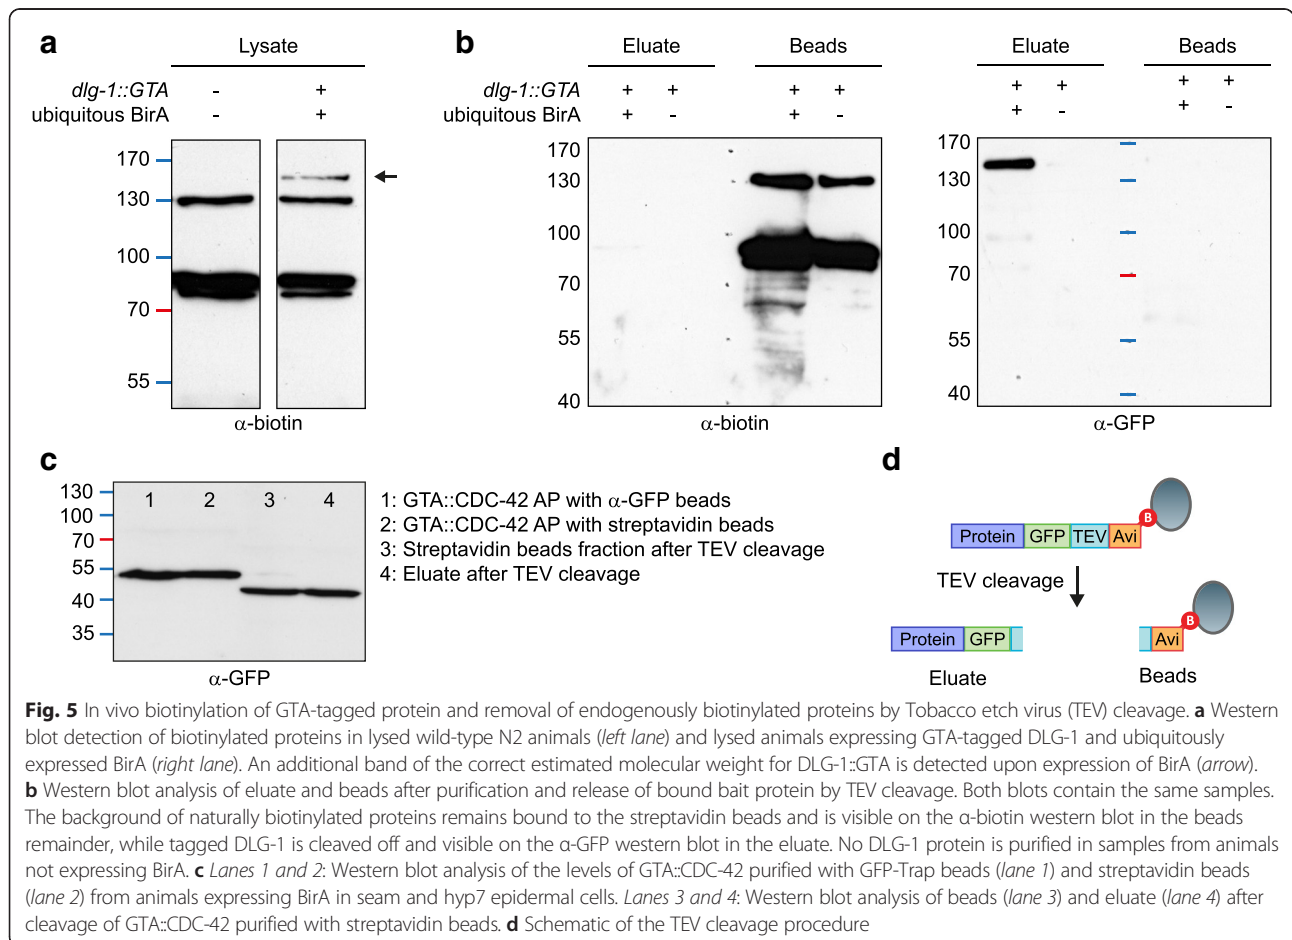 a
Lysate
dlg-1::GTA - +
ubiquitous BirA - +
170
130
100
70
55
α-biotin
b
Eluate Beads
dlg-1::GTA + + + +
ubiquitous BirA + - + -
170
130
100
70
55
40
α-biotin
Eluate Beads
+ + + +
+ - + -
170
130
100
70
55
40
α-GFP
c
130
100
70
55
40
35
1 2 3 4
α-GFP
1: GTA::CDC-42 AP with α-GFP beads
2: GTA::CDC-42 AP with streptavidin beads
3: Streptavidin beads fraction after TEV cleavage
4: Eluate after TEV cleavage
d
B
Protein GFP TEV Avi
TEV cleavage
B
Protein GFP Avi
Eluate Beads
Fig. 5 In vivo biotinylation of GTA-tagged protein and removal of endogenously biotinylated proteins by Tobacco etch virus (TEV) cleavage. a Western
blot detection of biotinylated proteins in lysed wild-type N2 animals (left lane) and lysed animals expressing GTA-tagged DLG-1 and ubiquitously
expressed BirA (right lane). An additional band of the correct estimated molecular weight for DLG-1::GTA is detected upon expression of BirA (arrow).
b Western blot analysis of eluate and beads after purification and release of bound bait protein by TEV cleavage. Both blots contain the same samples.
The background of naturally biotinylated proteins remains bound to the streptavidin beads and is visible on the α-biotin western blot in the beads
remainder, while tagged DLG-1 is cleaved off and visible on the α-GFP western blot in the eluate. No DLG-1 protein is purified in samples from animals
not expressing BirA. c Lanes 1 and 2: Western blot analysis of the levels of GTA::CDC-42 purified with GFP-Trap beads (lane 1) and streptavidin beads
(lane 2) from animals expressing BirA in seam and hyp7 epidermal cells. Lanes 3 and 4: Western blot analysis of beads (lane 3) and eluate (lane 4) after
cleavage of GTA::CDC-42 purified with streptavidin beads. d Schematic of the TEV cleavage procedure